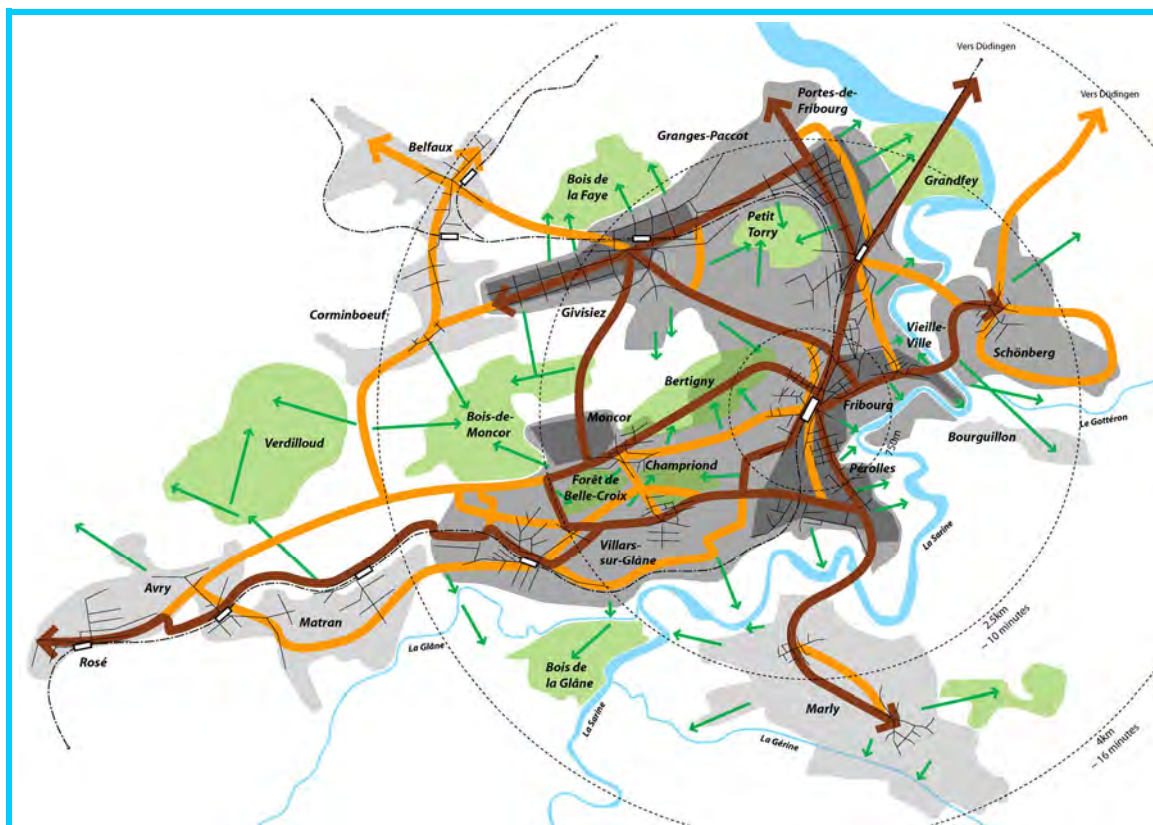 Vers Düdingen
Portes-de-
Fribourg
Vers Düdingen
Granges-Paccot
Belfaux
Bois de
la Faye
Grandfey
Petit
Torry
Corminboeuf
Givisiez
Vieille-
Ville
Schönberg
Bertigny
Fribourg
Moncor
Le Gottéron
Bois-de-
Moncor
Verdilloud
750m
Bourguillon
Champriond
Pérolles
Forêt de
Belle-Croix
La Sarine
Villars-
sur-Glâne
Avry
Matran
2.5km
~ 10 minutes
La Glâne
Rosé
Bois de
la Glâne
La Sarine
Marly
La Gérine
4km
~ 16 minutes